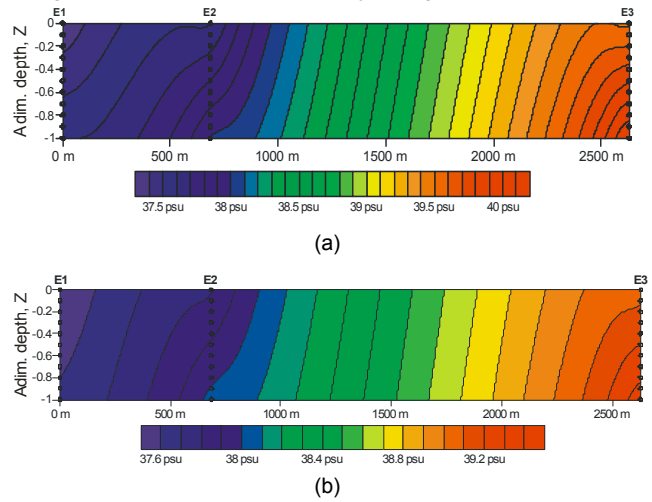 E1 E2 E3
Adim. depth, Z
0
-0.2
-0.4
-0.6
-0.8
-1
0 m 500 m 1000 m 1500 m 2000 m 2500 m
37.5 psu 38 psu 38.5 psu 39 psu 39.5 psu 40 psu
(a)
E1 E2 E3
Adim. depth, Z
0
-0.2
-0.4
-0.6
-0.8
-1
0 m 500 m 1000 m 1500 m 2000 m 2500 m
37.6 psu 38 psu 38.4 psu 38.8 psu 39.2 psu
(b)